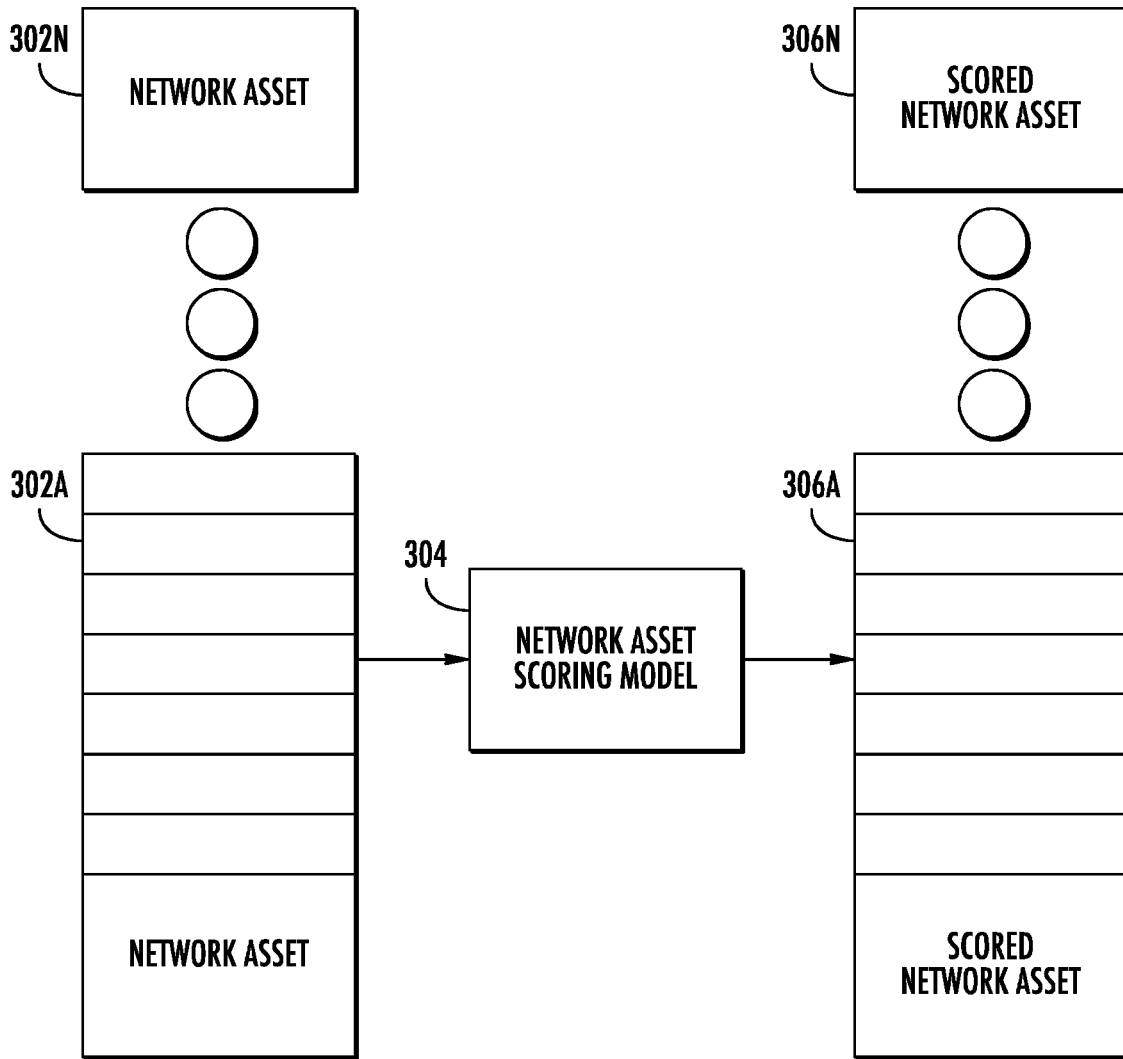 302N
NETWORK ASSET
306N
SCORED
NETWORK ASSET
302A
NETWORK ASSET
304
NETWORK ASSET
SCORING MODEL
306A
SCORED
NETWORK ASSET